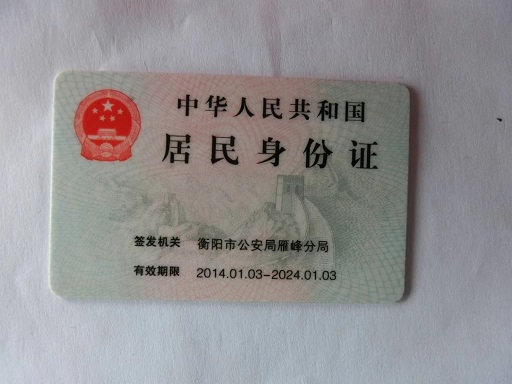 中华人民共和国
居民身份证
签发机关 衡阳市公安局雁峰分局
有效期限 2014.01.03-2024.01.03